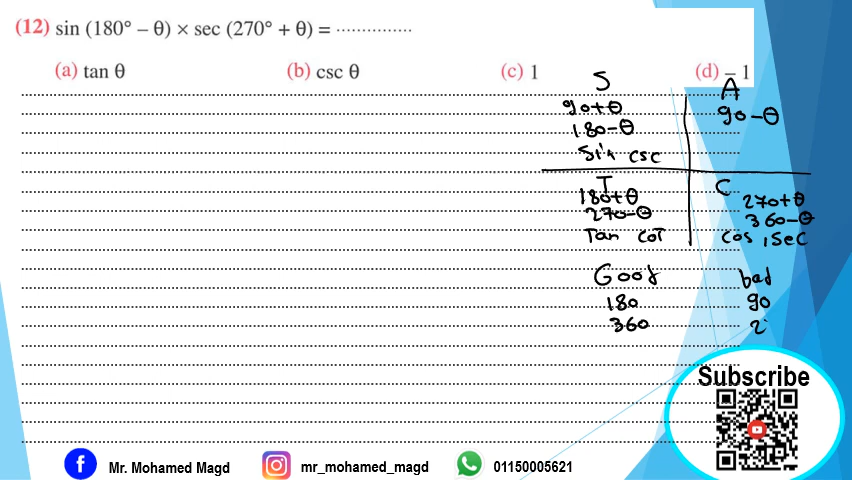 (12) sin (180° – θ) × sec (270° + θ) = ...............
(a) tan θ (b) csc θ (c) 1 (d) – 1
S A
90+θ 90-θ
180-θ
Sin csc
T C
180+θ 270+θ
270-θ 360-θ
Tan CoT Cos , Sec
Good bad
180 90
360 2
Subscribe
Mr. Mohamed Magd mr_mohamed_magd 01150005621